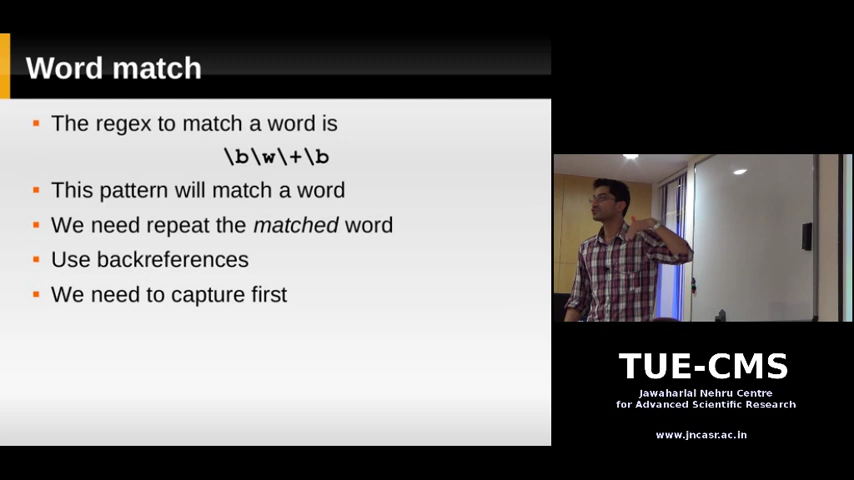 Word match
The regex to match a word is
\b\w\+\b
This pattern will match a word
We need repeat the matched word
Use backreferences
We need to capture first
TUE-CMS
Jawaharlal Nehru Centre
for Advanced Scientific Research
www.jncasr.ac.in